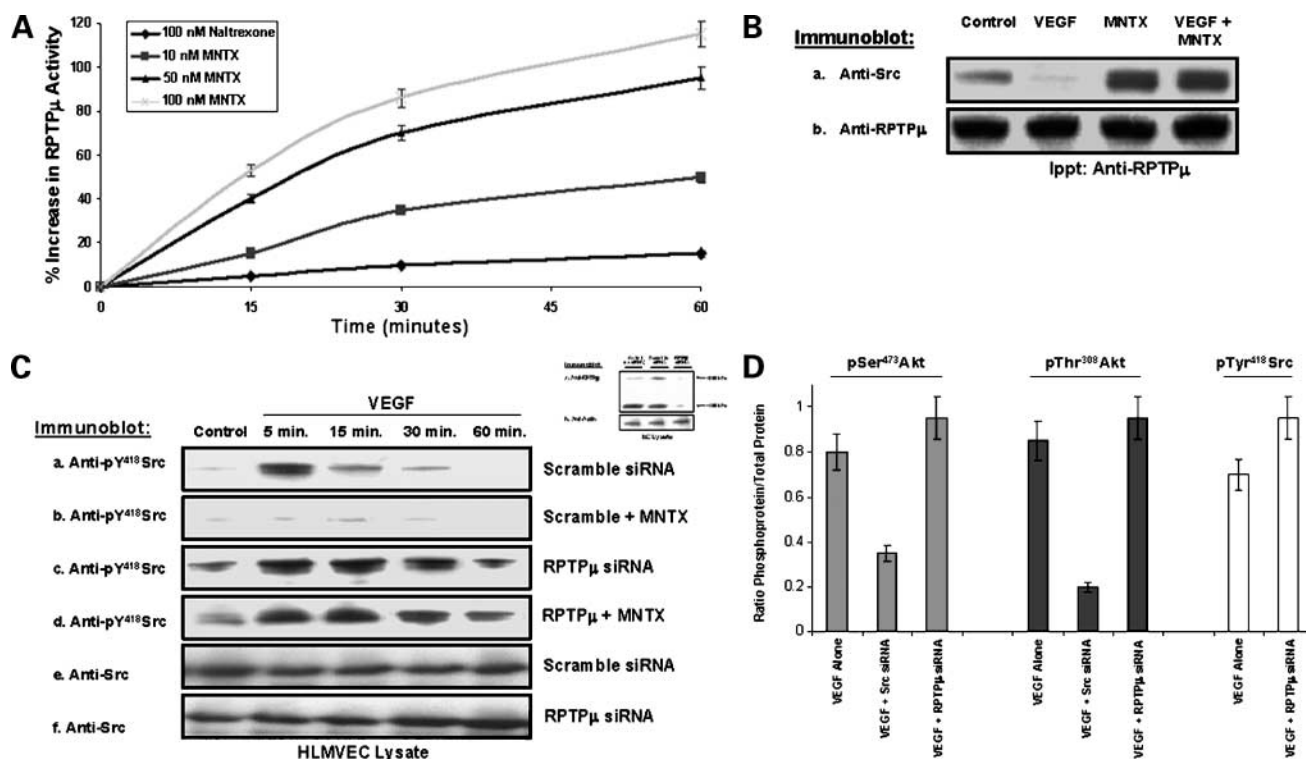 A
% Increase in RPTPμ Activity
120
100
80
60
40
20
0
100 nM Naltrexone
10 nM MNTX
50 nM MNTX
100 nM MNTX
0 15 30 45 60
Time (minutes)
B
Control VEGF MNTX VEGF + MNTX
Immunoblot:
a. Anti-Src
b. Anti-RPTPμ
Ippt: Anti-RPTPμ
C
VEGF
Immunoblot:
Control 5 min. 15 min. 30 min. 60 min.
a. Anti-pY418Src Scramble siRNA
b. Anti-pY418Src Scramble + MNTX
c. Anti-pY418Src RPTPμ siRNA
d. Anti-pY418Src RPTPμ + MNTX
e. Anti-Src Scramble siRNA
f. Anti-Src RPTPμ siRNA
HLMVEC Lysate
Immunoblot:
D
pSer473Akt pThr308Akt pTyr418Src
Ratio Phosphoprotein/Total Protein
1
0.8
0.6
0.4
0.2
0
VEGF Alone
VEGF + Src siRNA
VEGF + RPTPμ siRNA
VEGF Alone
VEGF + Src siRNA
VEGF + RPTPμ siRNA
VEGF Alone
VEGF + RPTPμ siRNA